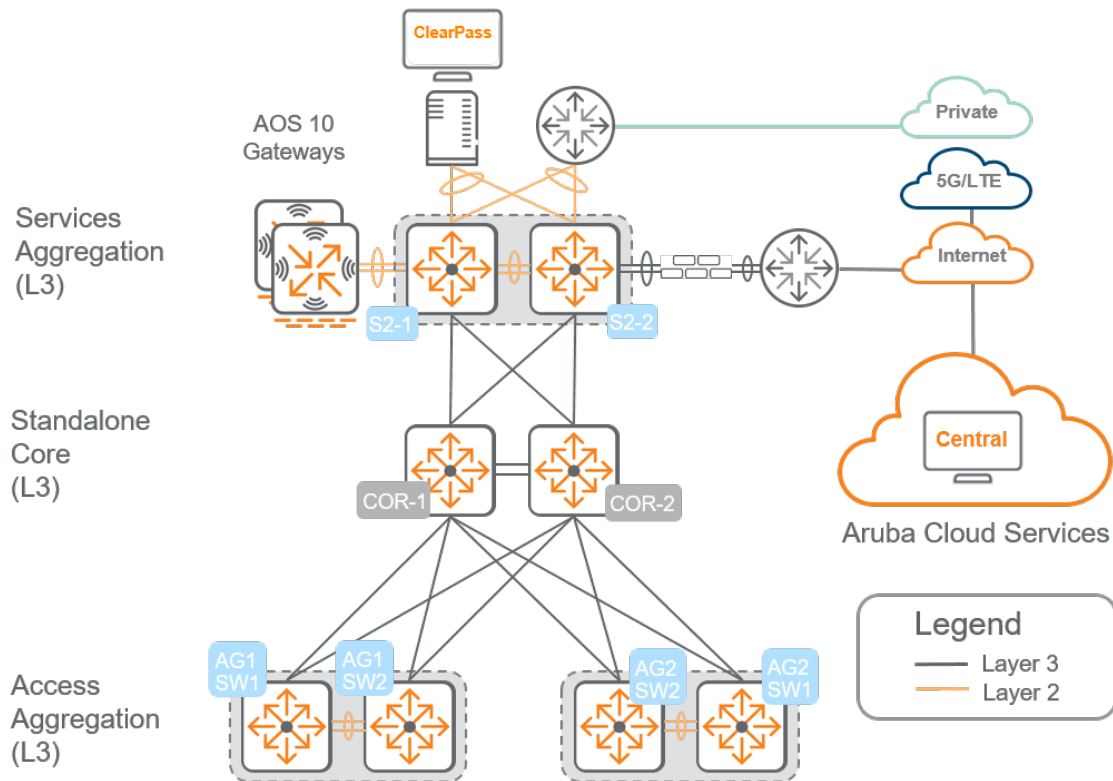 ClearPass
AOS 10
Gateways
Private
5G/LTE
Internet
Services
Aggregation
(L3)
S2-1
S2-2
Standalone
Core
(L3)
COR-1
COR-2
Central
Aruba Cloud Services
Legend
Layer 3
Layer 2
Access
Aggregation
(L3)
AG1
SW1
AG1
SW2
AG2
SW2
AG2
SW1